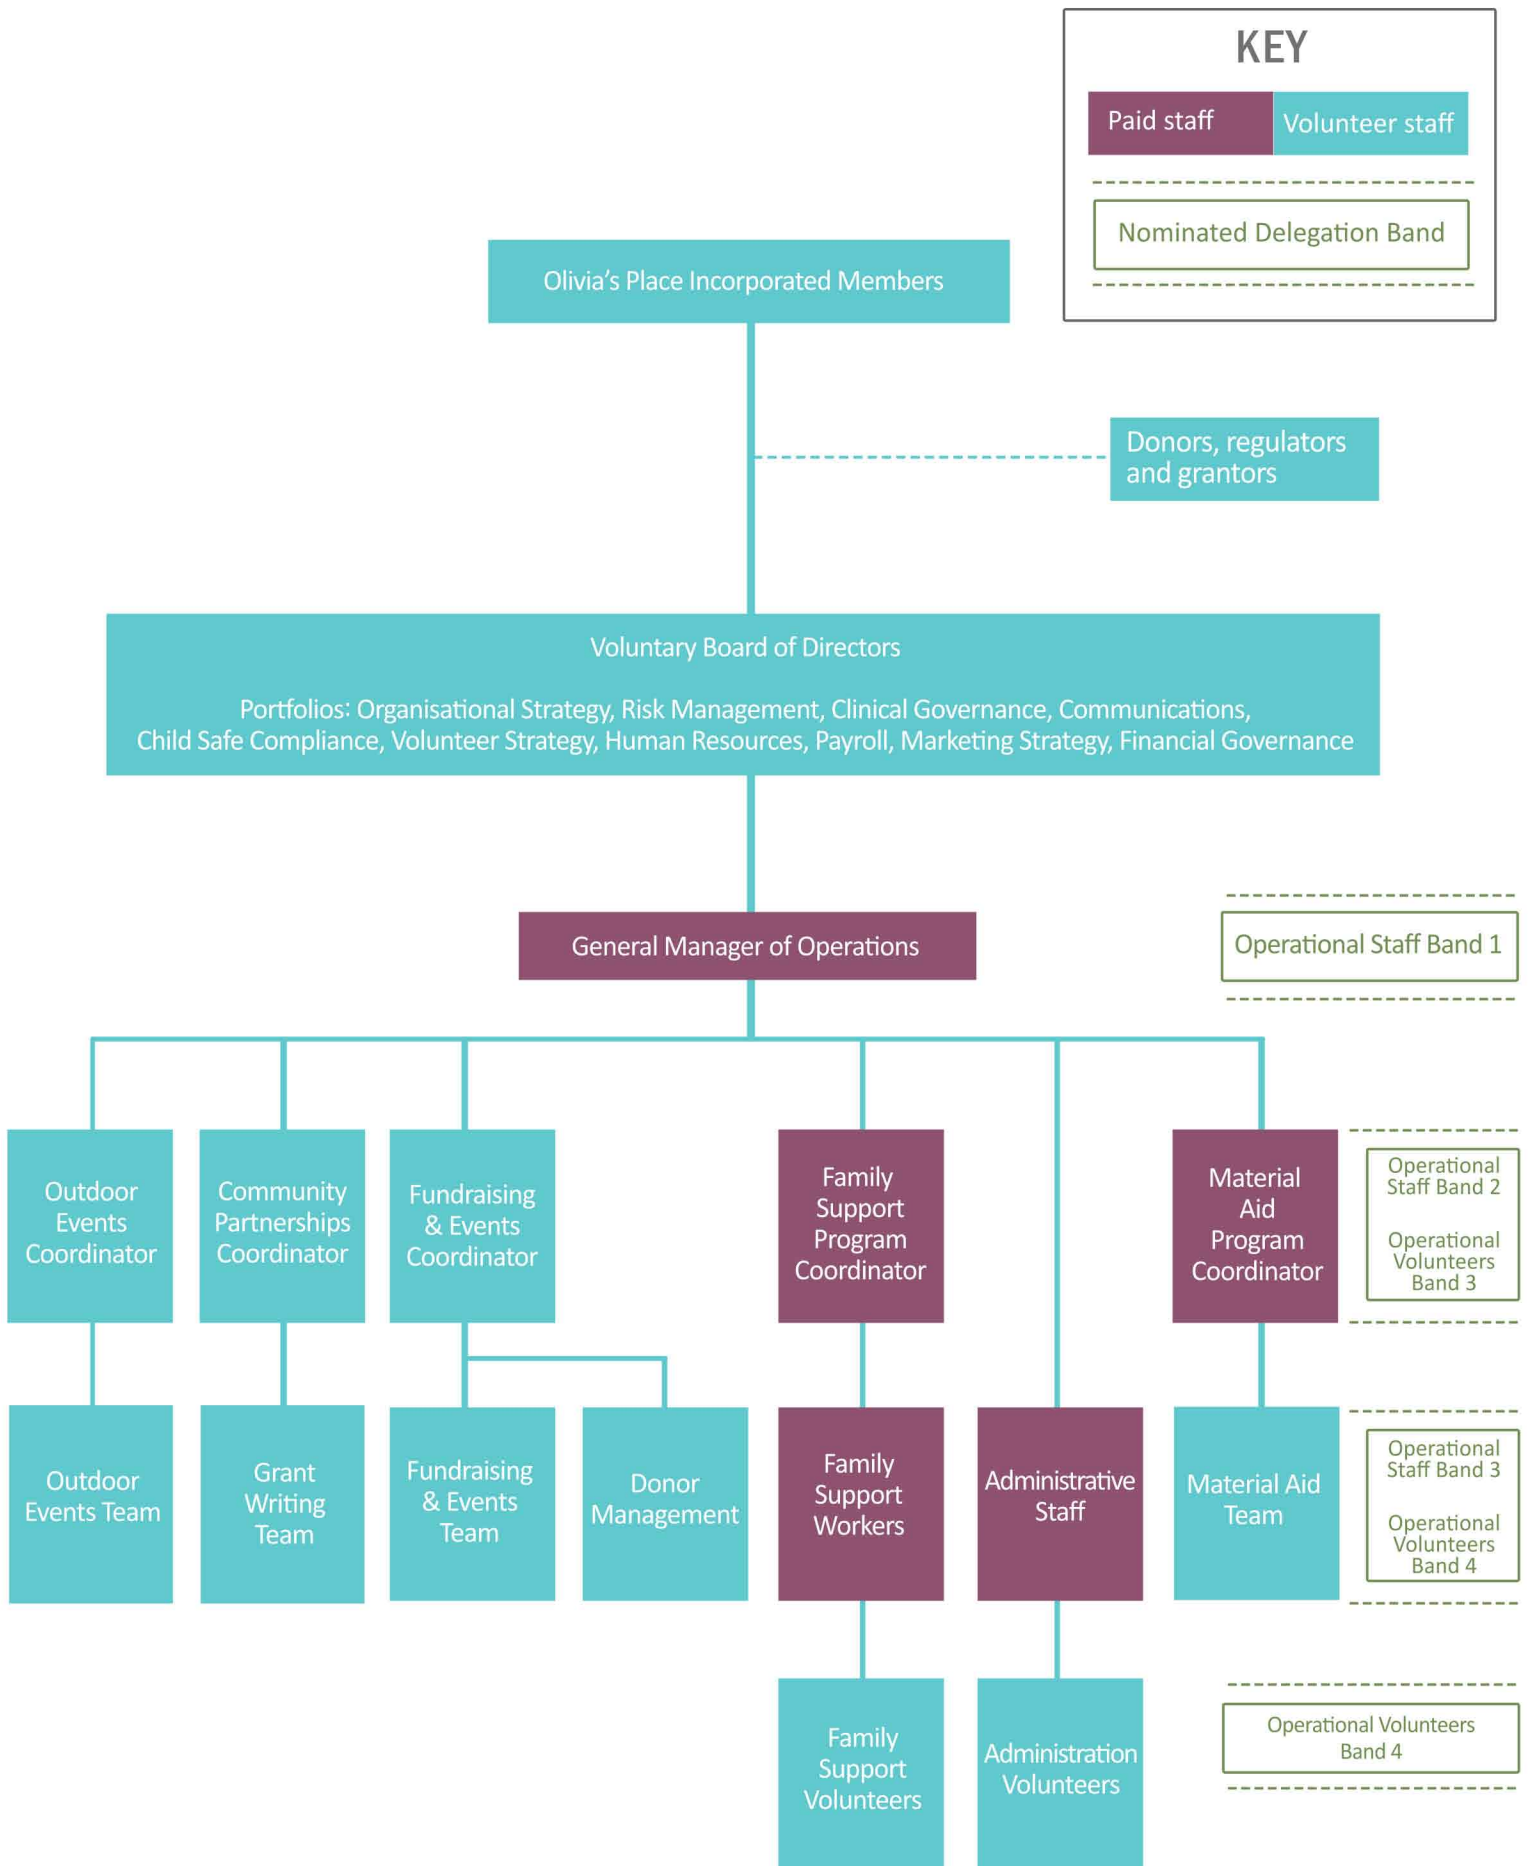 KEY
Paid staff
Volunteer staff
Nominated Delegation Band
Olivia’s Place Incorporated Members
Donors, regulators
and grantors
Voluntary Board of Directors
Portfolios: Organisational Strategy, Risk Management, Clinical Governance, Communications,
Child Safe Compliance, Volunteer Strategy, Human Resources, Payroll, Marketing Strategy, Financial Governance
General Manager of Operations
Operational Staff Band 1
Outdoor
Events
Coordinator
Community
Partnerships
Coordinator
Fundraising
& Events
Coordinator
Family
Support
Program
Coordinator
Material
Aid
Program
Coordinator
Operational
Staff Band 2
Operational
Volunteers
Band 3
Outdoor
Events Team
Grant
Writing
Team
Fundraising
& Events
Team
Donor
Management
Family
Support
Workers
Administrative
Staff
Material Aid
Team
Operational
Staff Band 3
Operational
Volunteers
Band 4
Family
Support
Volunteers
Administration
Volunteers
Operational Volunteers
Band 4